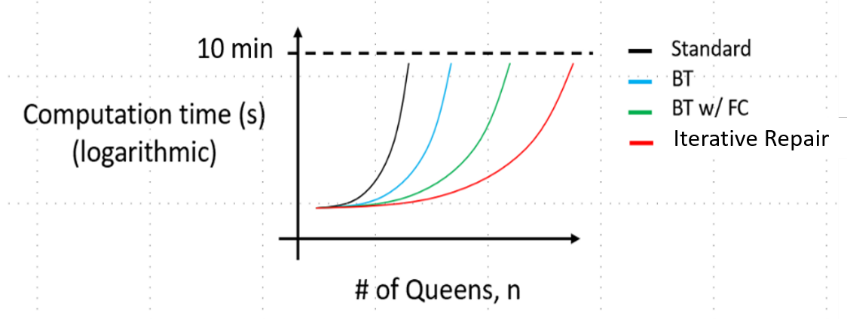 10 min
Computation time (s)
(logarithmic)
# of Queens, n
Standard
BT
BT w/ FC
Iterative Repair